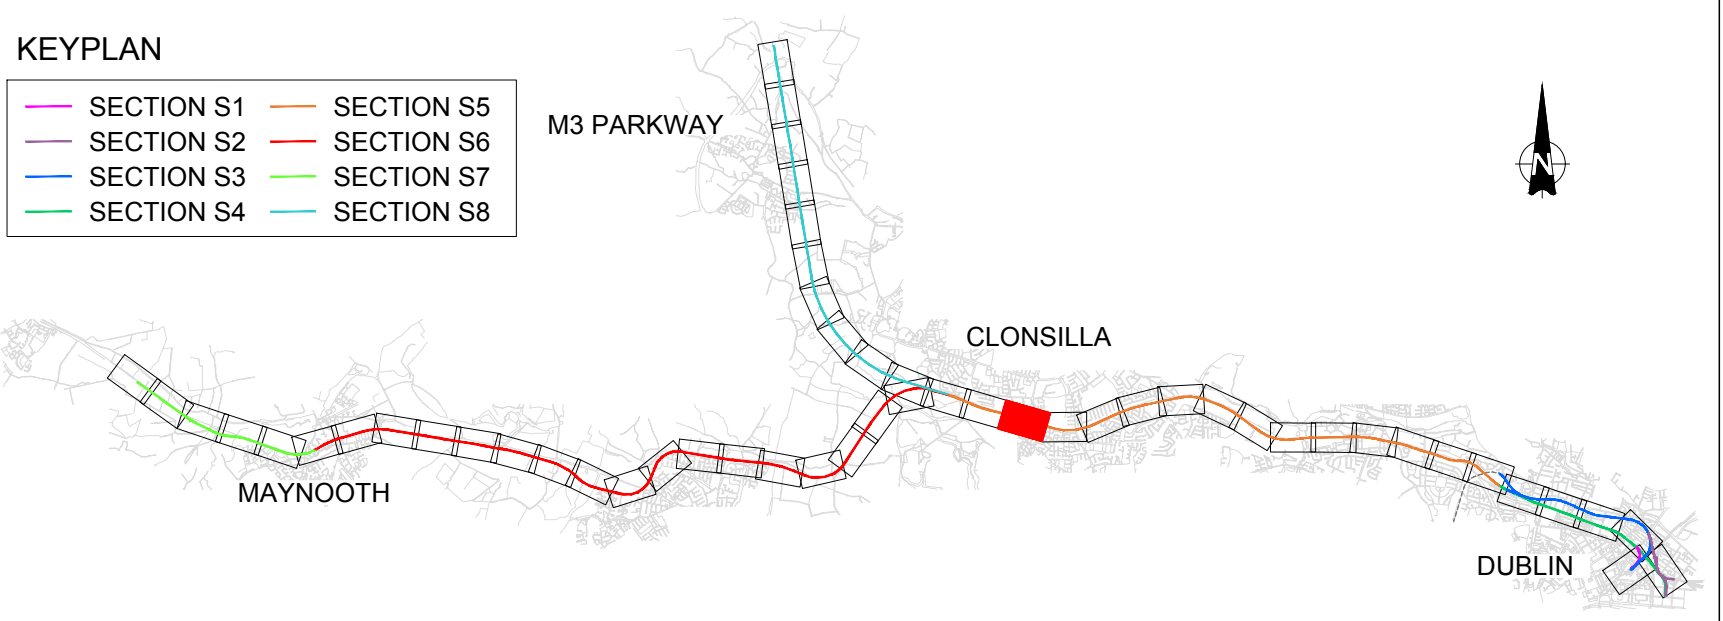 KEYPLAN
SECTION S1 SECTION S5
SECTION S2 SECTION S6
SECTION S3 SECTION S7
SECTION S4 SECTION S8
M3 PARKWAY
N
CLONSILLA
MAYNOOTH
DUBLIN